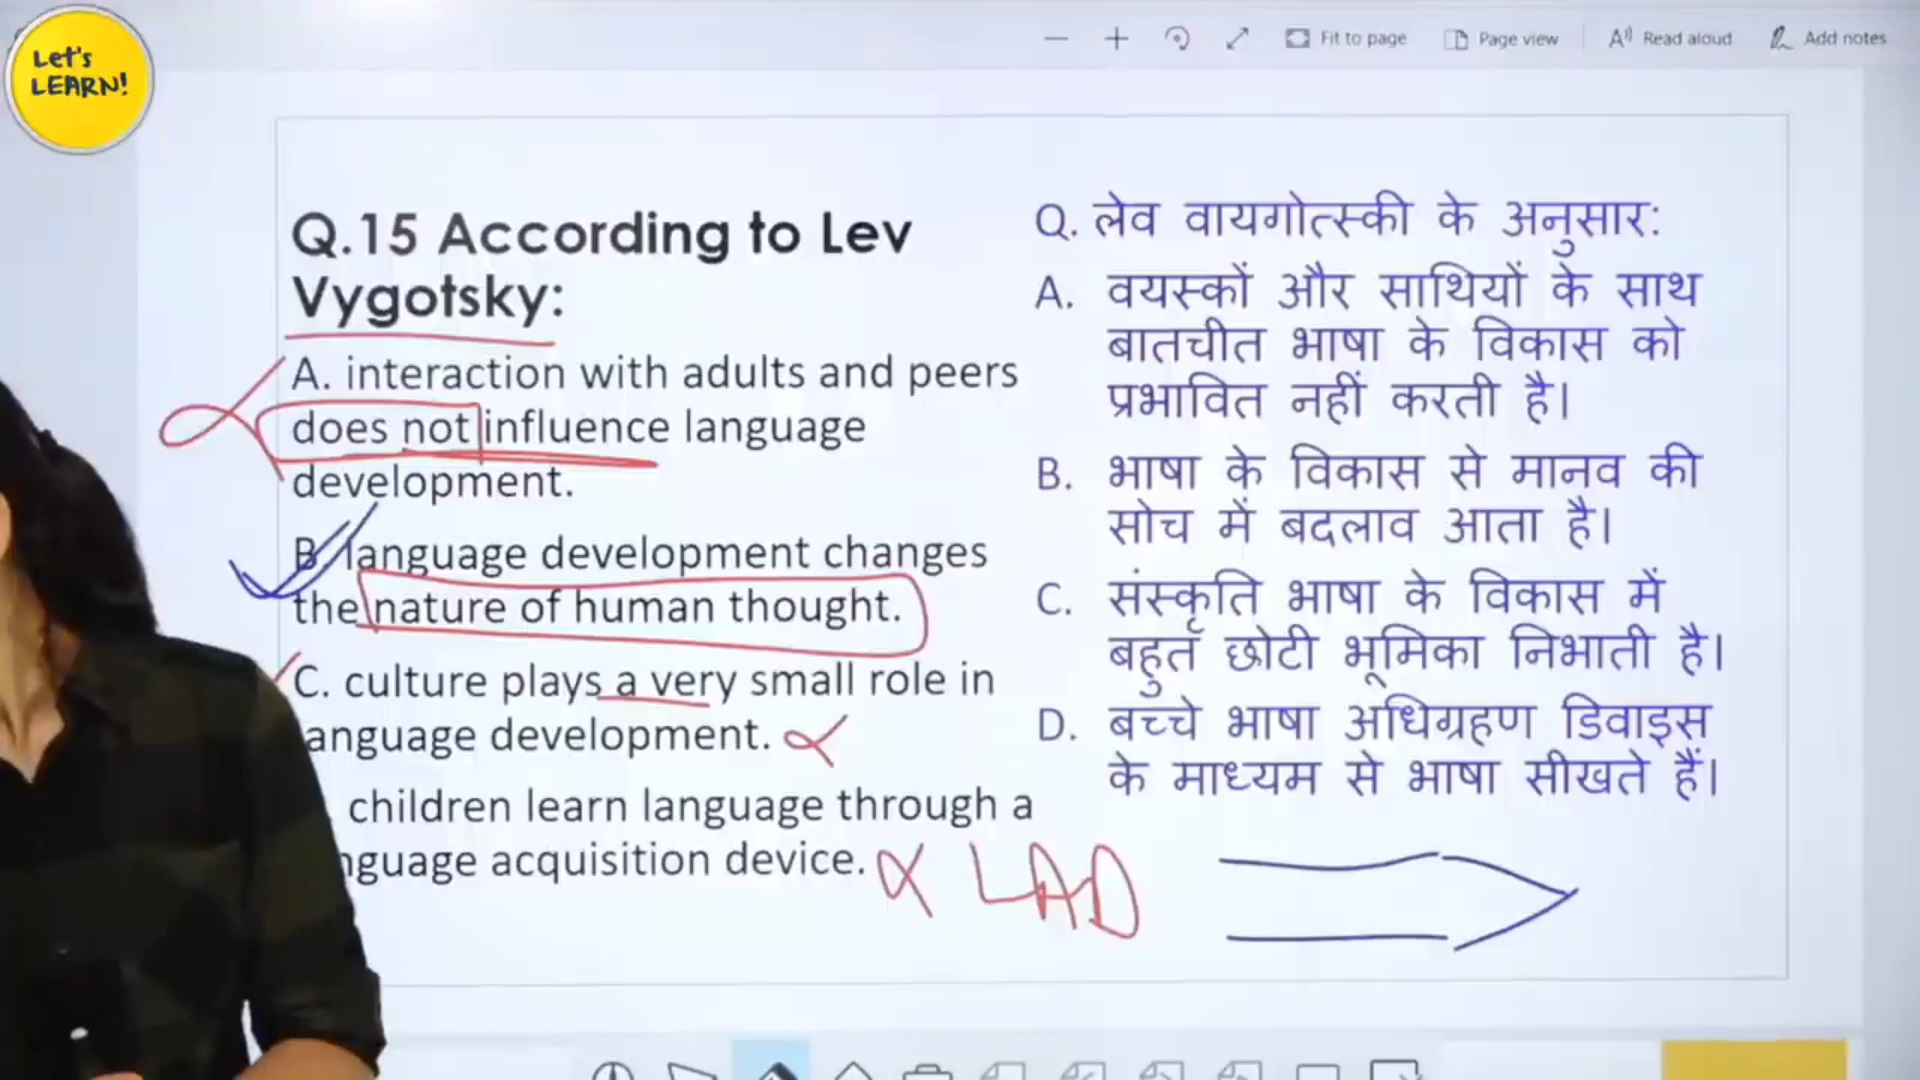 Let's
LEARN!
Fit to page
Page view
Read aloud
Add notes
Q.15 According to Lev
Vygotsky:
A. interaction with adults and peers
does not influence language
development.
B. language development changes
the nature of human thought.
C. culture plays a very small role in
anguage development.
children learn language through a
nguage acquisition device.
LAD
Q. लेव वायगोत्स्की के अनुसार:
A. वयस्कों और साथियों के साथ
बातचीत भाषा के विकास को
प्रभावित नहीं करती है।
B. भाषा के विकास से मानव की
सोच में बदलाव आता है।
C. संस्कृति भाषा के विकास में
बहुत छोटी भूमिका निभाती है।
D. बच्चे भाषा अधिग्रहण डिवाइस
के माध्यम से भाषा सीखते हैं।